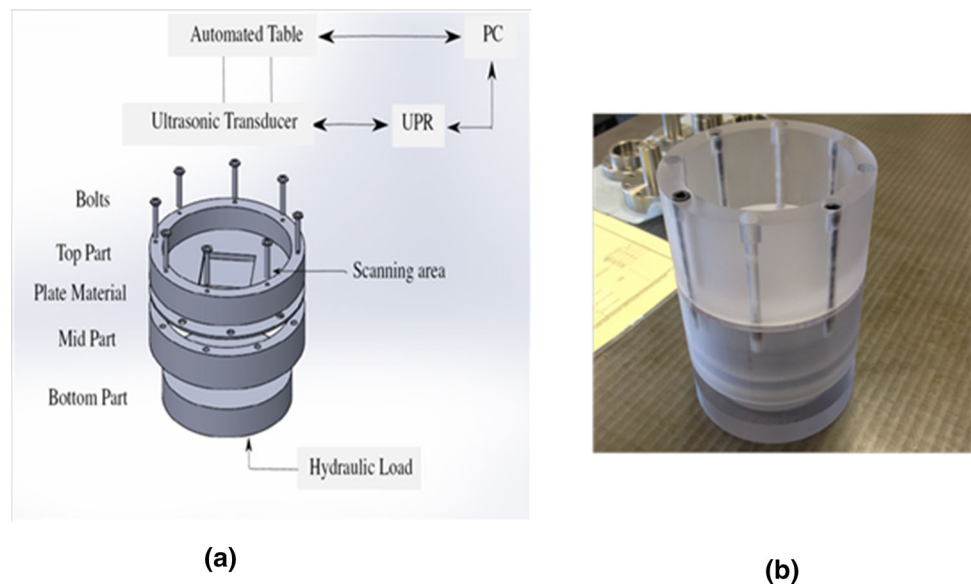 Automated Table
PC
Ultrasonic Transducer
UPR
Bolts
Top Part
Scanning area
Plate Material
Mid Part
Bottom Part
Hydraulic Load
(a)
(b)